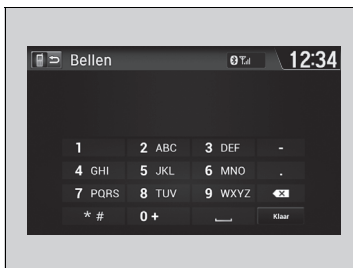 Bellen 12:34
1 2 ABC 3 DEF -
4 GHI 5 JKL 6 MNO .
7 PQRS 8 TUV 9 WXYZ
* # 0 + Klaar